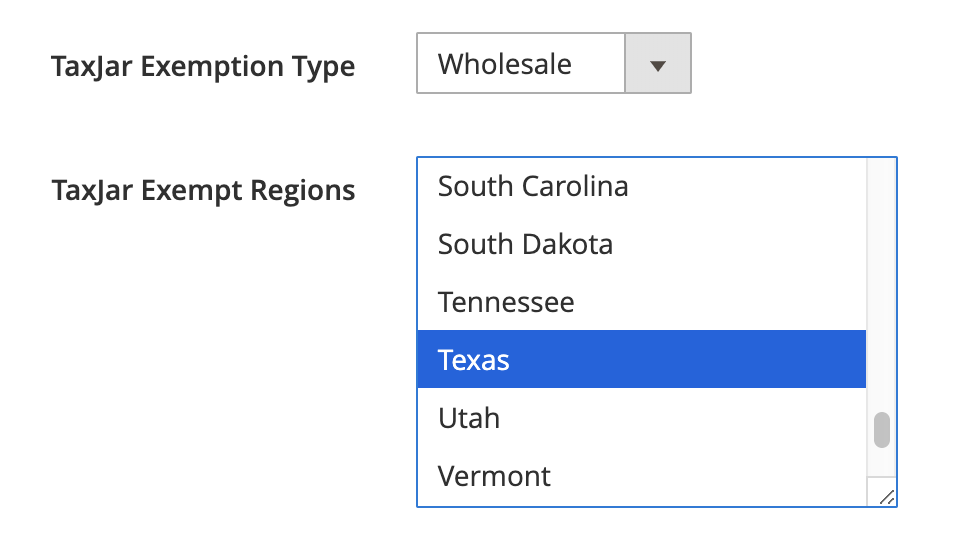 TaxJar Exemption Type
Wholesale
TaxJar Exempt Regions
South Carolina
South Dakota
Tennessee
Texas
Utah
Vermont